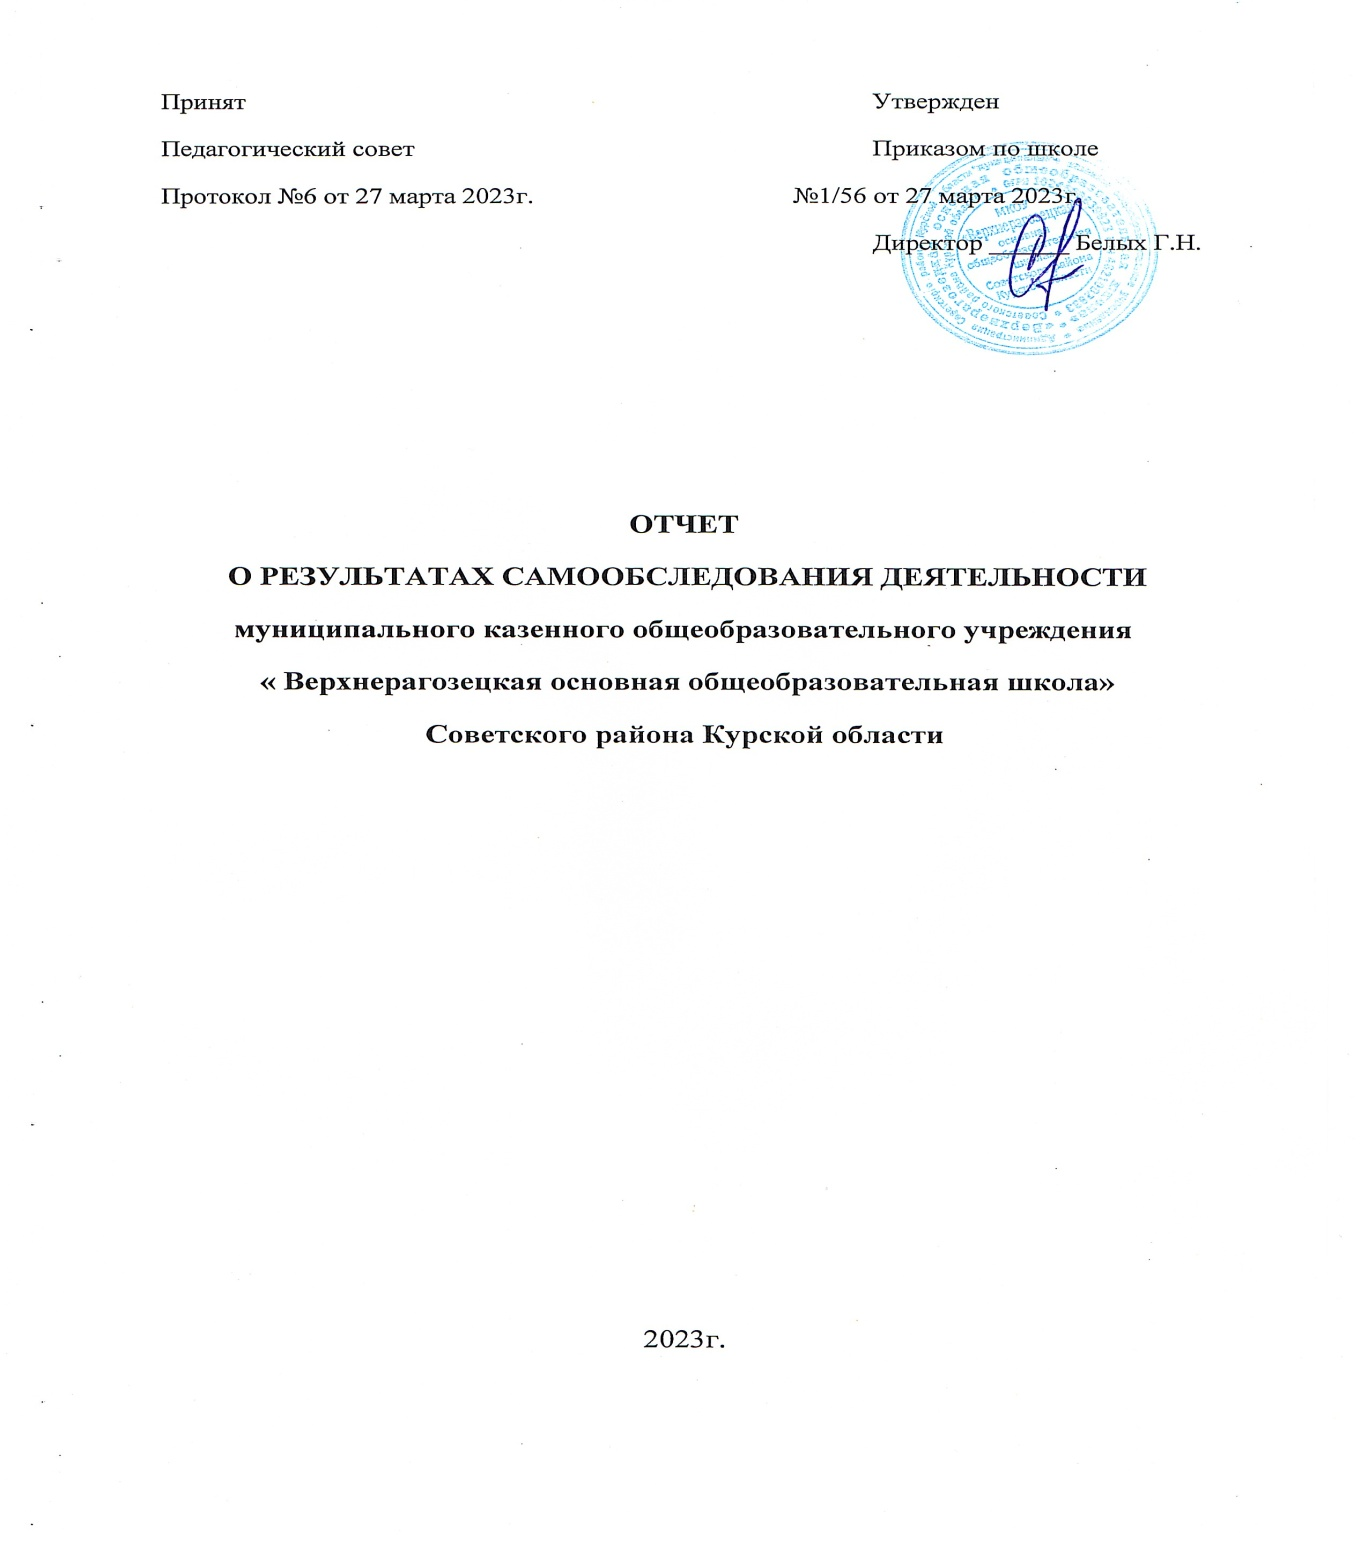 Принят
Утвержден
Педагогический совет
Приказом по школе
Протокол №6 от 27 марта 2023г.
№1/56 от 27 марта 2023г.
Директор _______ Белых Г.Н.
ОТЧЕТ
О РЕЗУЛЬТАТАХ САМООБСЛЕДОВАНИЯ ДЕЯТЕЛЬНОСТИ
муниципального казенного общеобразовательного учреждения
« Верхнерагозецкая основная общеобразовательная школа»
Советского района Курской области
2023г.